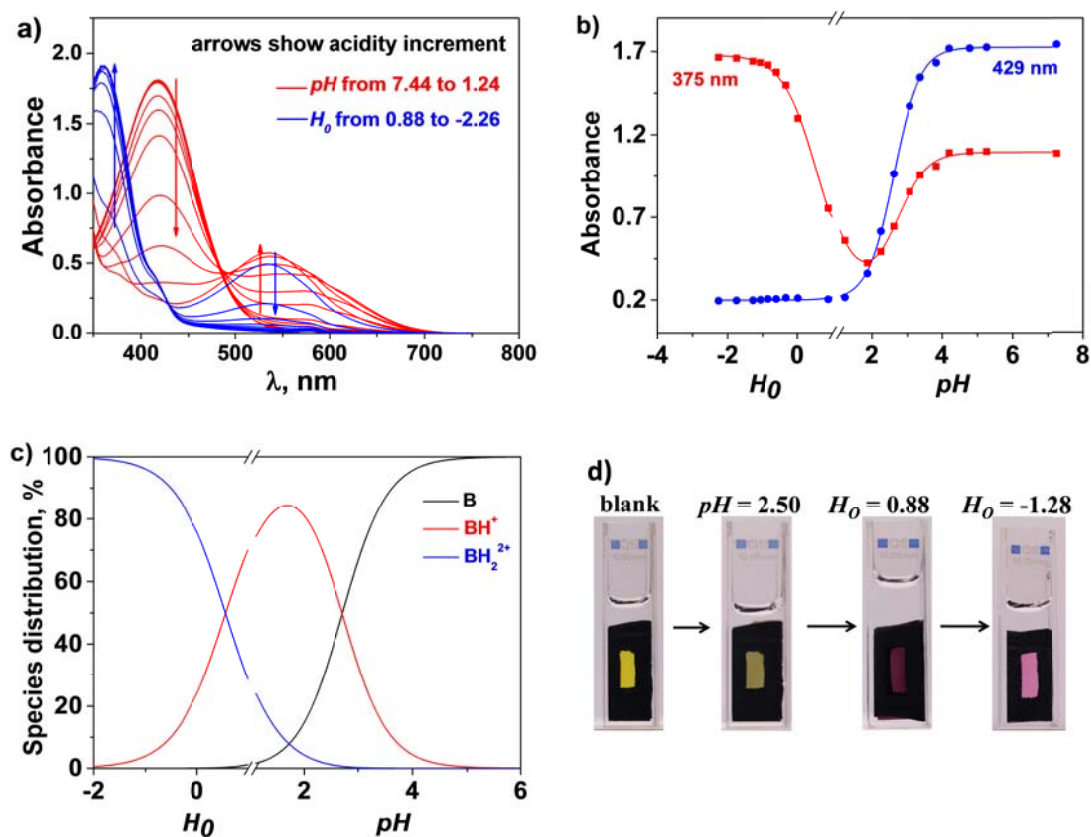 a)
arrows show acidity increment
pH from 7.44 to 1.24
H0 from 0.88 to -2.26
Absorbance
2.0
1.5
1.0
0.5
0.0
400 500 600 700 800
λ, nm
b)
375 nm
429 nm
Absorbance
1.7
1.2
0.7
0.2
-4 -2 0 2 4 6 8
H0 pH
c)
Species distribution, %
100
80
60
40
20
0
B
BH+
BH2 2+
-2 0 2 4 6
H0 pH
d)
blank
pH = 2.50
HO = 0.88
HO = -1.28